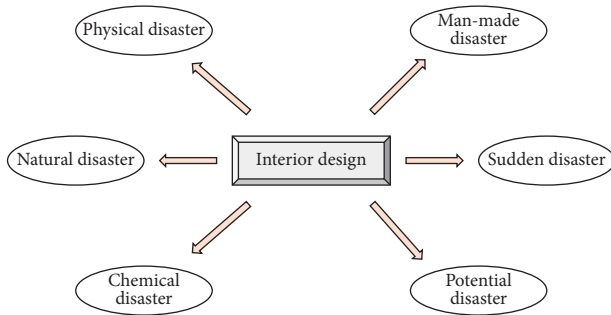 Physical disaster
Man-made
disaster
Natural disaster
Interior design
Sudden disaster
Chemical
disaster
Potential
disaster